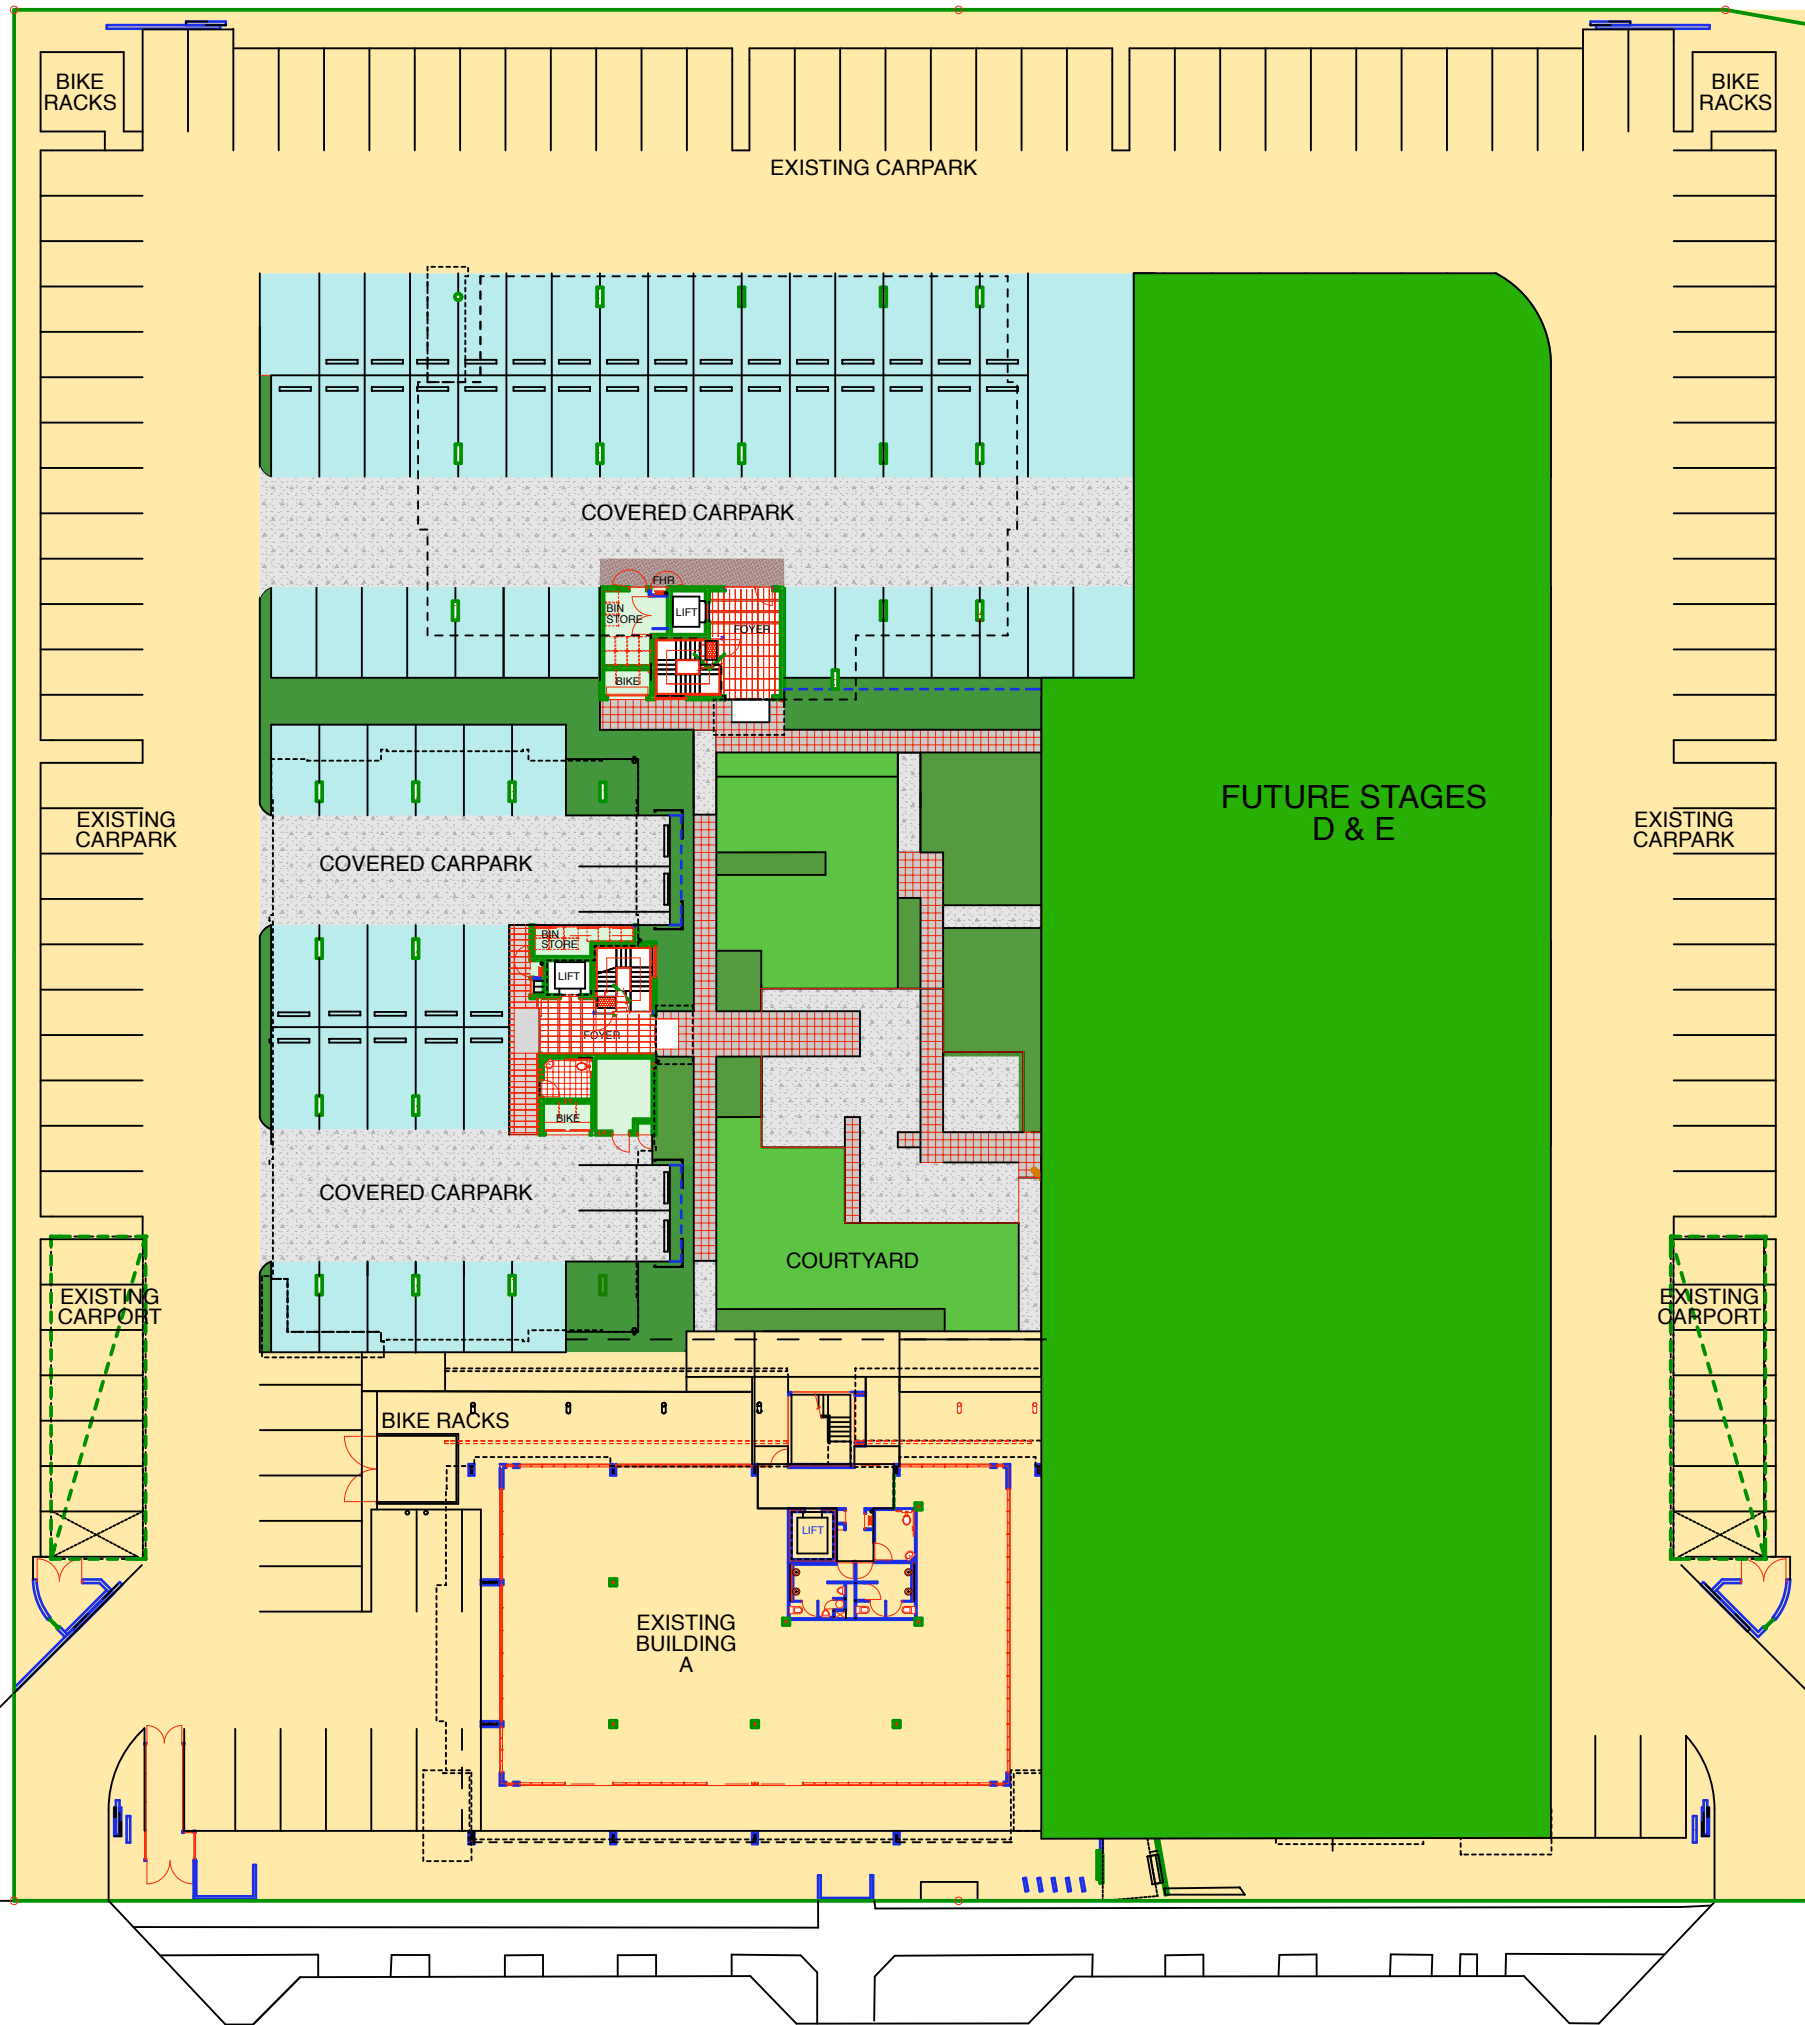 BIKE
RACKS
BIKE
RACKS
EXISTING CARPARK
COVERED CARPARK
FHR
BIN
STORE
LIFT
FOYER
BIKE
FUTURE STAGES
D & E
EXISTING
CARPARK
COVERED CARPARK
EXISTING
CARPARK
BIN
STORE
LIFT
FOYER
BIKE
COVERED CARPARK
COURTYARD
EXISTING
CARPORT
EXISTING
CARPORT
BIKE RACKS
LIFT
EXISTING
BUILDING
A